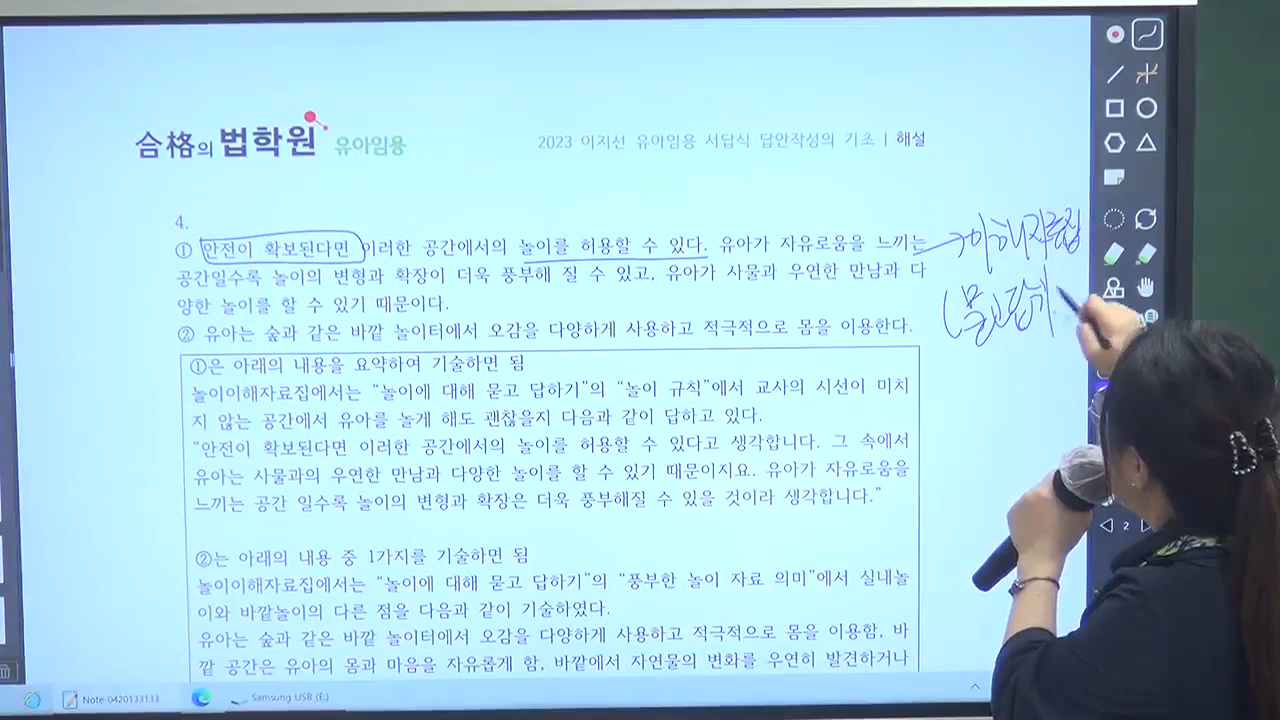 合格의 법학원 유아임용
2023 이지선 유아임용 서답식 답안작성의 기초 | 해설
4.
① 안전이 확보된다면 이러한 공간에서의 놀이를 허용할 수 있다. 유아가 자유로움을 느끼는
공간일수록 놀이의 변형과 확장이 더욱 풍부해 질 수 있고, 유아가 사물과 우연한 만남과 다
양한 놀이를 할 수 있기 때문이다.
② 유아는 숲과 같은 바깥 놀이터에서 오감을 다양하게 사용하고 적극적으로 몸을 이용한다.
→이해자료집
(묻고답하기
①은 아래의 내용을 요약하여 기술하면 됨
놀이이해자료집에서는 “놀이에 대해 묻고 답하기”의 “놀이 규칙”에서 교사의 시선이 미치
지 않는 공간에서 유아를 놀게 해도 괜찮을지 다음과 같이 답하고 있다.
“안전이 확보된다면 이러한 공간에서의 놀이를 허용할 수 있다고 생각합니다. 그 속에서
유아는 사물과의 우연한 만남과 다양한 놀이를 할 수 있기 때문이지요. 유아가 자유로움을
느끼는 공간 일수록 놀이의 변형과 확장은 더욱 풍부해질 수 있을 것이라 생각합니다.”
②는 아래의 내용 중 1가지를 기술하면 됨
놀이이해자료집에서는 “놀이에 대해 묻고 답하기”의 “풍부한 놀이 자료 의미”에서 실내놀
이와 바깥놀이의 다른 점을 다음과 같이 기술하였다.
유아는 숲과 같은 바깥 놀이터에서 오감을 다양하게 사용하고 적극적으로 몸을 이용함, 바
깥 공간은 유아의 몸과 마음을 자유롭게 함, 바깥에서 자연물의 변화를 우연히 발견하거나
2
Note-0420133133
Samsung USB (E:)